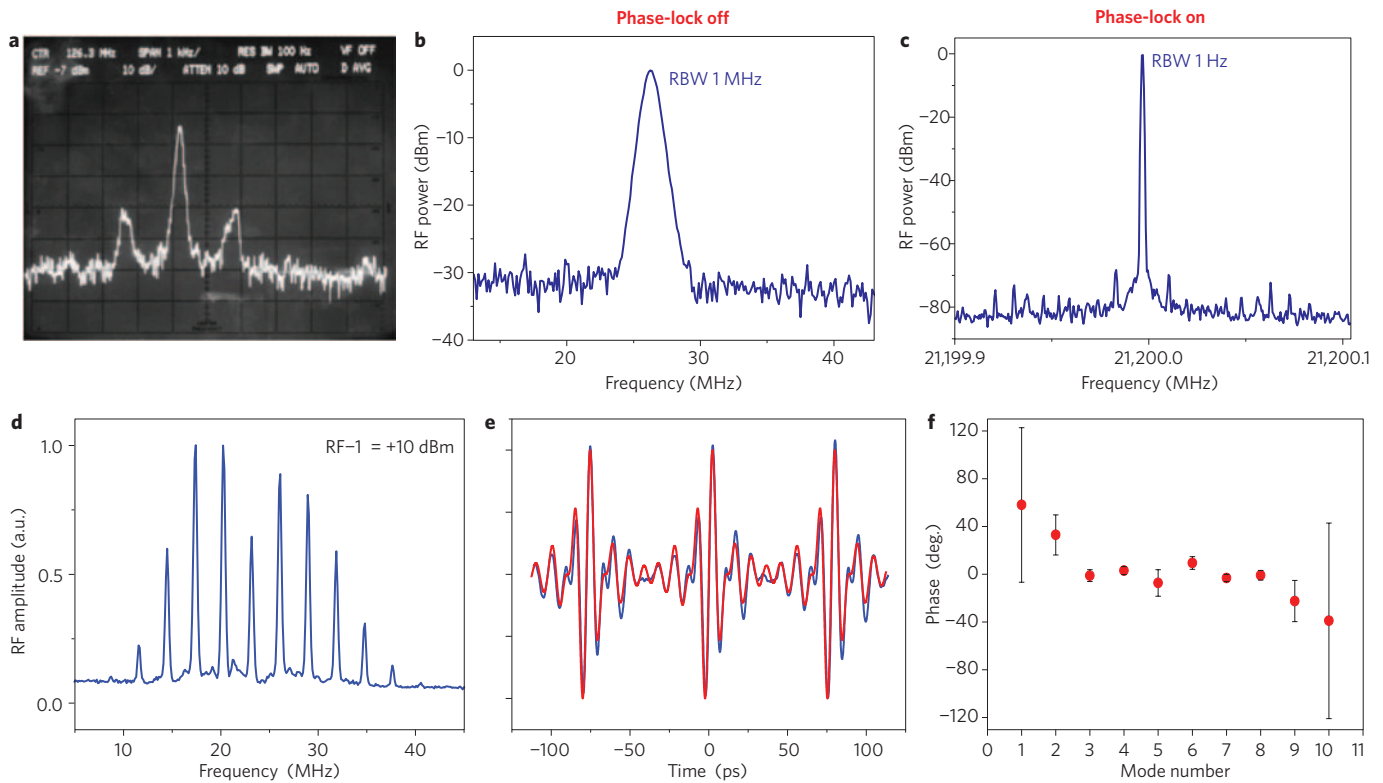 Phase-lock off
Phase-lock on
a
CTR 126.3 MHz SPAN 1 kHz/ RES BW 100 Hz VF OFF
REF -7 dBm 10 dB/ ATTEN 10 dB SWP AUTO D AVG
b
RBW 1 MHz
0
−10
−20
−30
−40
RF power (dBm)
20 30 40
Frequency (MHz)
c
RBW 1 Hz
0
−20
−40
−60
−80
RF power (dBm)
21,199.9 21,200.0 21,200.1
Frequency (MHz)
d
RF−1 = +10 dBm
1.0
0.5
0.0
RF amplitude (a.u.)
10 20 30 40
Frequency (MHz)
e
−100 −50 0 50 100
Time (ps)
f
120
80
40
0
−40
−80
−120
Phase (deg.)
0 1 2 3 4 5 6 7 8 9 10 11
Mode number